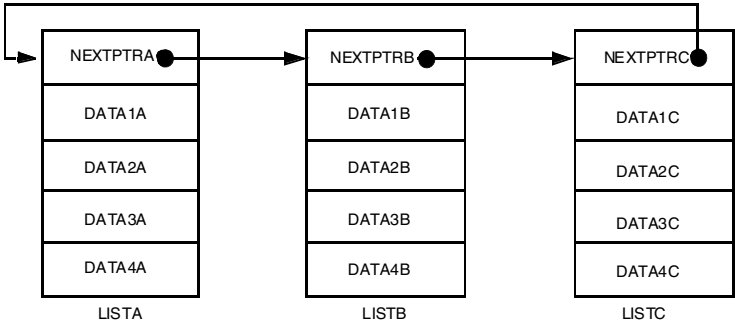 NEXTPTRA
DATA1A
DATA2A
DATA3A
DATA4A
LISTA
NEXTPTRB
DATA1B
DATA2B
DATA3B
DATA4B
LISTB
NEXTPTRC
DATA1C
DATA2C
DATA3C
DATA4C
LISTC